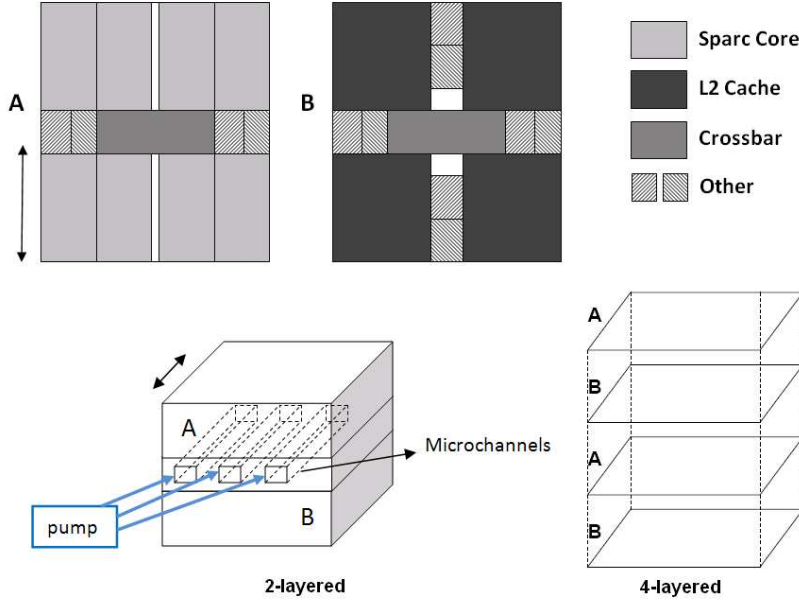 A
B
Sparc Core
L2 Cache
Crossbar
Other
A
Microchannels
pump
B
2-layered
A
B
A
B
4-layered